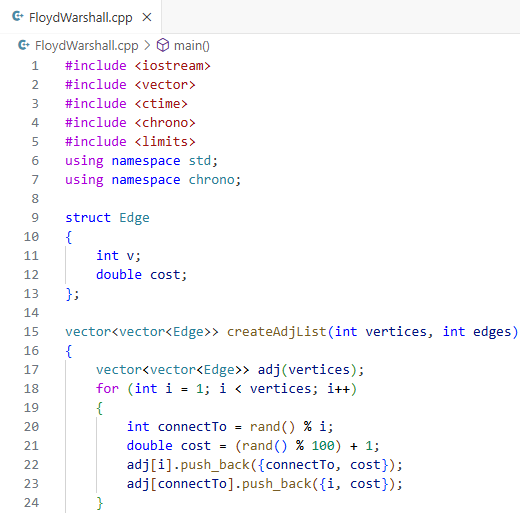 FloydWarshall.cpp ×
FloydWarshall.cpp > main()
1 #include <iostream>
2 #include <vector>
3 #include <ctime>
4 #include <chrono>
5 #include <limits>
6 using namespace std;
7 using namespace chrono;
8
9 struct Edge
10 {
11     int v;
12     double cost;
13 };
14
15 vector<vector<Edge>> createAdjList(int vertices, int edges)
16 {
17     vector<vector<Edge>> adj(vertices);
18     for (int i = 1; i < vertices; i++)
19     {
20         int connectTo = rand() % i;
21         double cost = (rand() % 100) + 1;
22         adj[i].push_back({connectTo, cost});
23         adj[connectTo].push_back({i, cost});
24     }